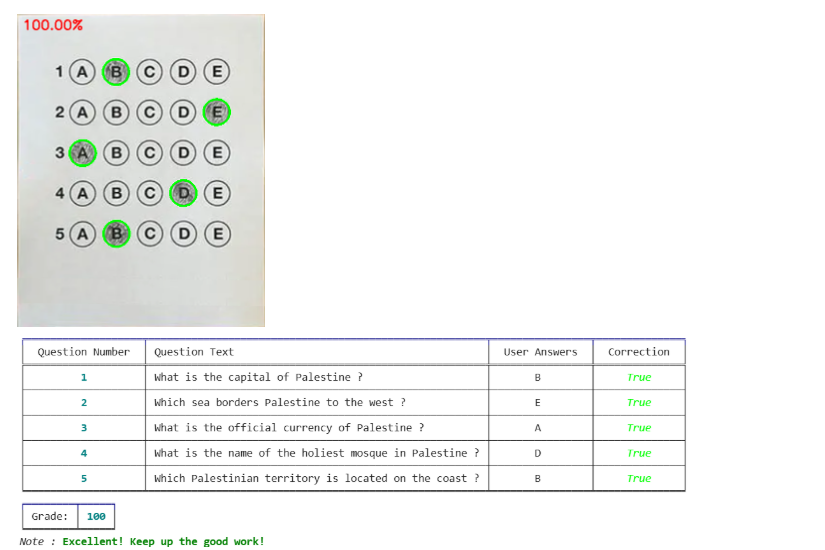 100.00%
1 A B C D E
2 A B C D E
3 A B C D E
4 A B C D E
5 A B C D E
Question Number Question Text User Answers Correction
1 What is the capital of Palestine ? B True
2 Which sea borders Palestine to the west ? E True
3 What is the official currency of Palestine ? A True
4 What is the name of the holiest mosque in Palestine ? D True
5 Which Palestinian territory is located on the coast ? B True
Grade: 100
Note : Excellent! Keep up the good work!